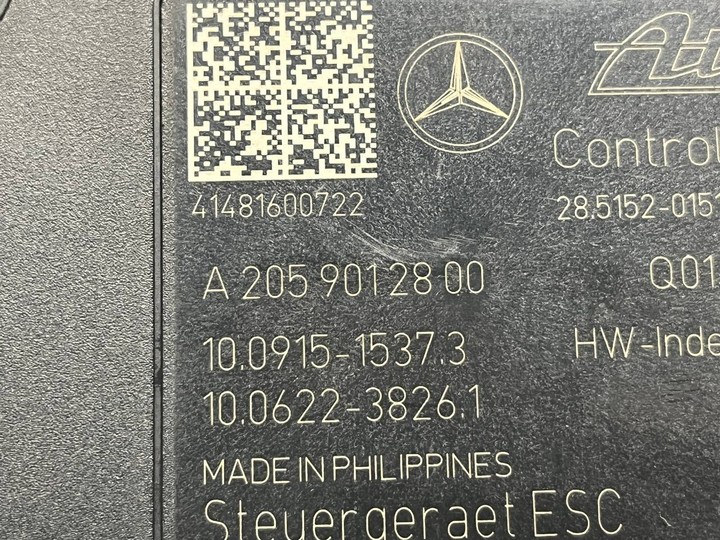 Control
41481600722
28.5152-015
A 205 901 28 00
Q01
10.0915-1537.3
HW-Inde
10.0622-3826.1
MADE IN PHILIPPINES
Steuergeraet ESC